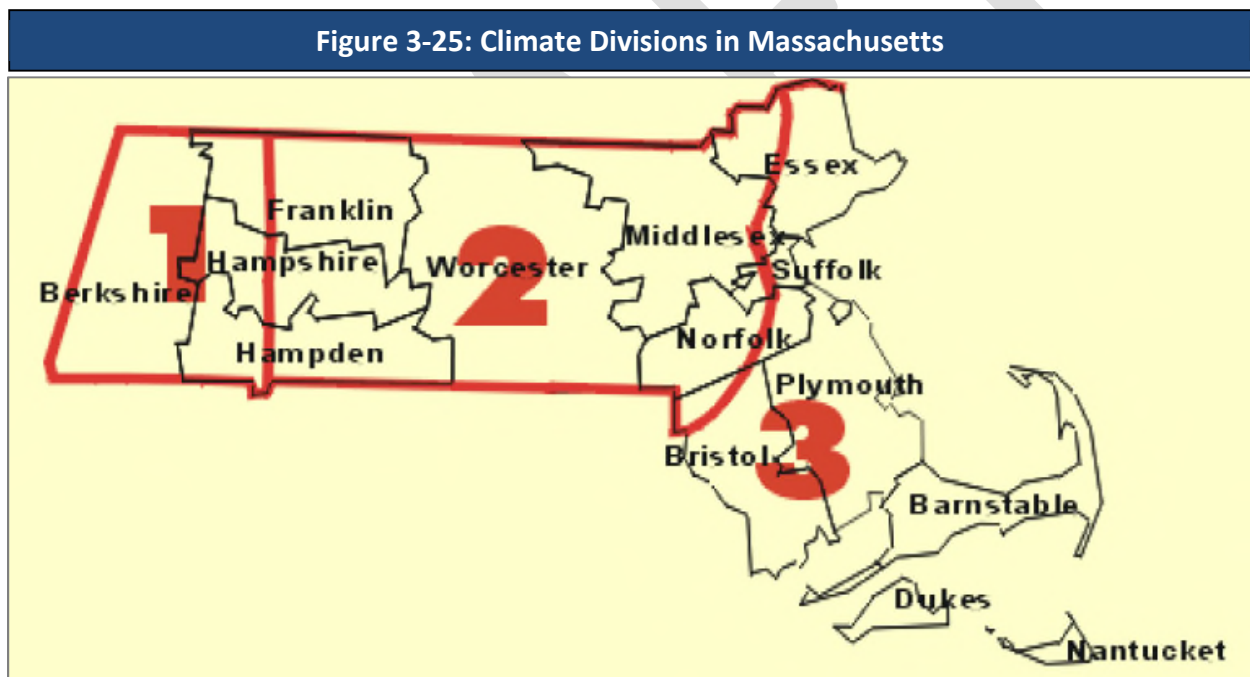 Figure 3-25: Climate Divisions in Massachusetts
Essex
Franklin
1
Middlesex
2
Hampshire
Worcester
Suffolk
Berkshire
Norfolk
Hampden
Plymouth
3
Bristol
Barnstable
Dukes
Nantucket